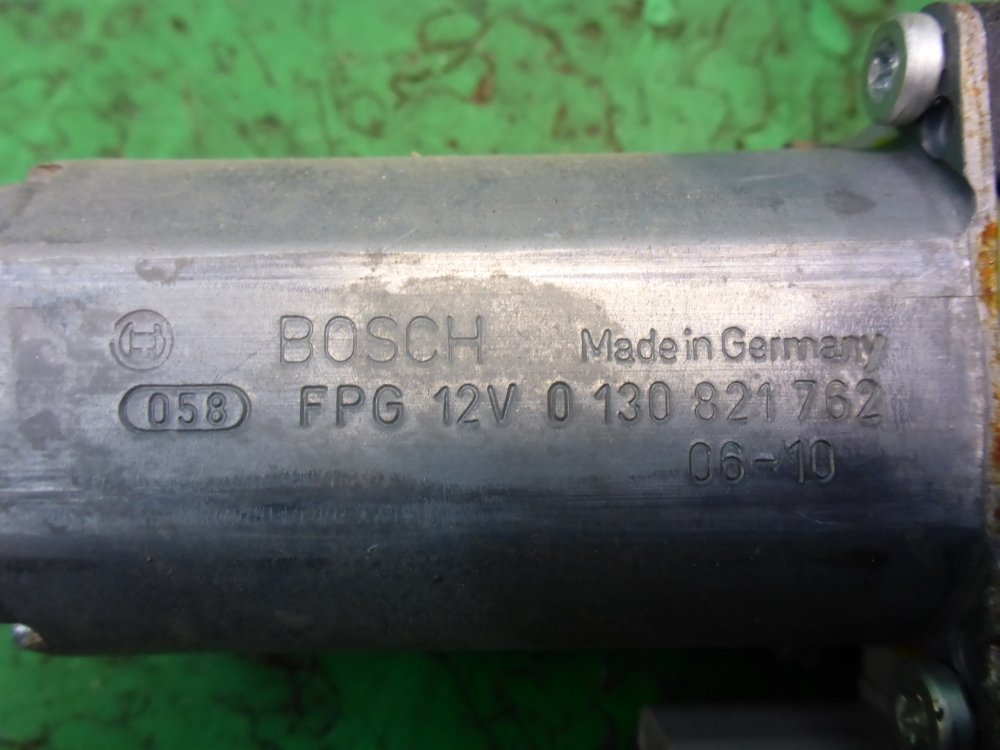 BOSCH Made in Germany
058 FPG 12V 0 130 821 762
06-10